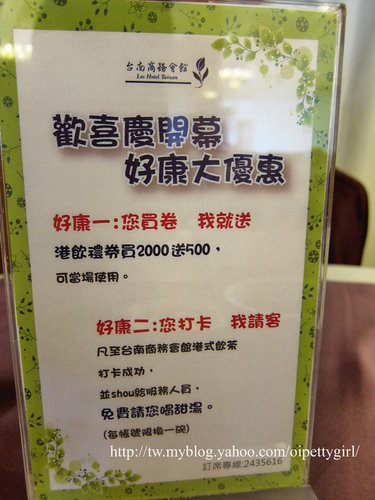 台南商務會館
Les Hotel Tainan
歡喜慶開幕
好康大優惠
好康一:您買卷 我就送
港飲禮券買2000送500,
可當場使用。
好康二:您打卡 我請客
凡至台南商務會館港式飲茶
打卡成功,
並shou給服務人員,
免費請您喝甜湯。
(每帳號限換一碗)
http://tw.myblog.yahoo.com/oipettygirl/
訂席專線:2435616